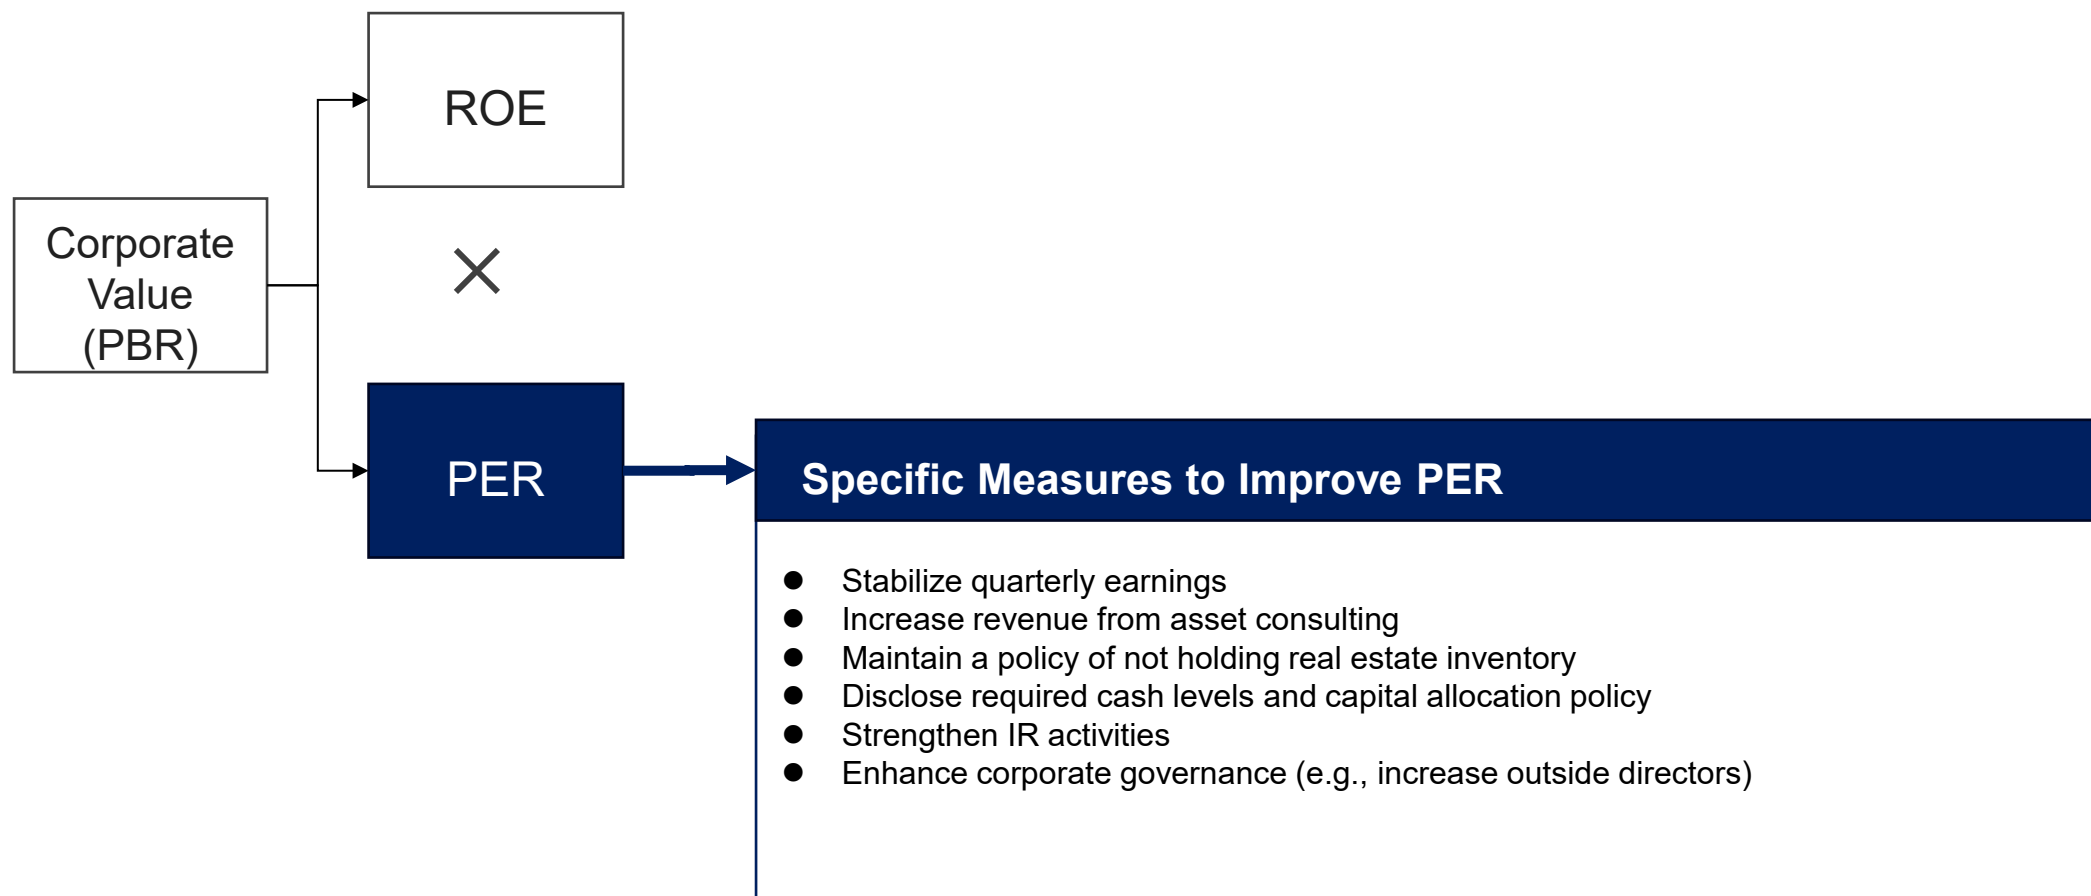 ROE
Corporate
Value
(PBR)
×
PER
Specific Measures to Improve PER
● Stabilize quarterly earnings
● Increase revenue from asset consulting
● Maintain a policy of not holding real estate inventory
● Disclose required cash levels and capital allocation policy
● Strengthen IR activities
● Enhance corporate governance (e.g., increase outside directors)